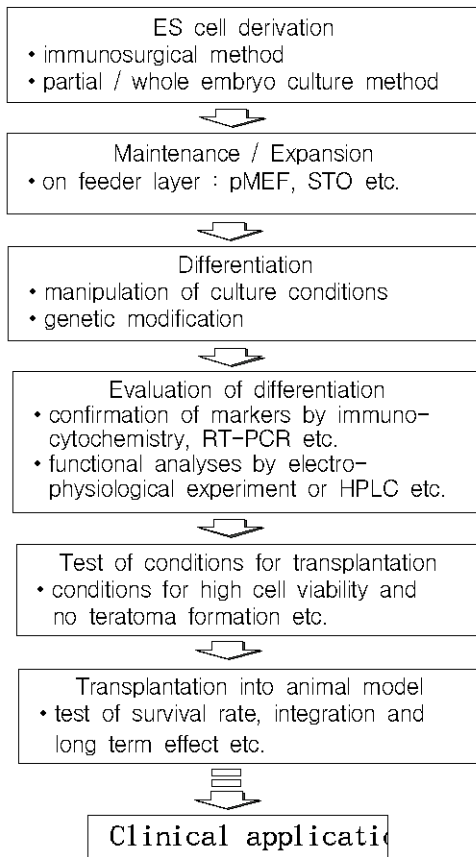 ES cell derivation
• immunosurgical method
• partial / whole embryo culture method
Maintenance / Expansion
• on feeder layer : pMEF, STO etc.
Differentiation
• manipulation of culture conditions
• genetic modification
Evaluation of differentiation
• confirmation of markers by immuno-
cytochemistry, RT-PCR etc.
• functional analyses by electro-
physiological experiment or HPLC etc.
Test of conditions for transplantation
• conditions for high cell viability and
no teratoma formation etc.
Transplantation into animal model
• test of survival rate, integration and
long term effect etc.
Clinical applicati